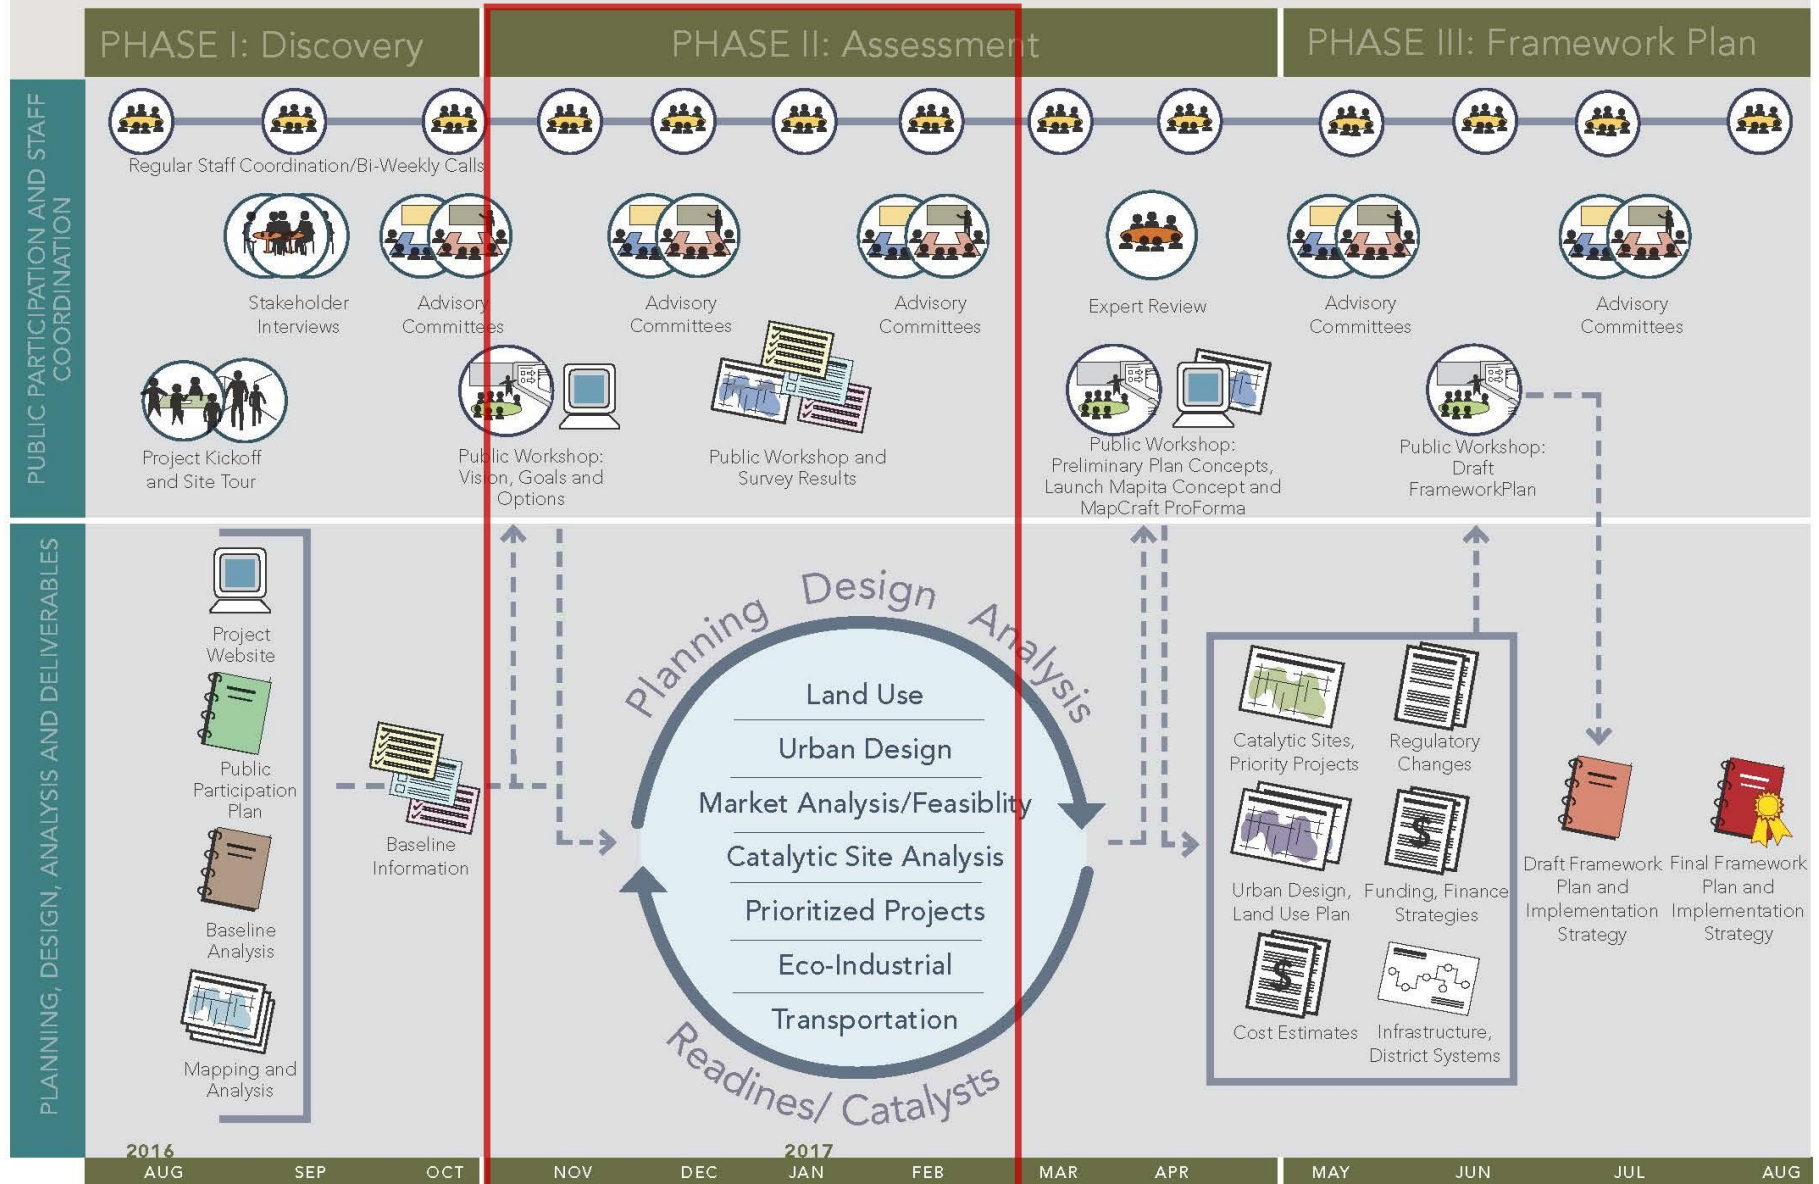 PHASE I: Discovery
PHASE II: Assessment
PHASE III: Framework Plan
PUBLIC PARTICIPATION AND STAFF
COORDINATION
Regular Staff Coordination/Bi-Weekly Calls
Stakeholder
Interviews
Advisory
Committees
Advisory
Committees
Advisory
Committees
Expert Review
Advisory
Committees
Advisory
Committees
Project Kickoff
and Site Tour
Public Workshop:
Vision, Goals and
Options
Public Workshop and
Survey Results
Public Workshop:
Preliminary Plan Concepts,
Launch Mapita Concept and
MapCraft ProForma
Public Workshop:
Draft
FrameworkPlan
PLANNING, DESIGN, ANALYSIS AND DELIVERABLES
Project
Website
Public
Participation
Plan
Baseline
Analysis
Mapping and
Analysis
Baseline
Information
Planning Design Analysis
Land Use
Urban Design
Market Analysis/Feasiblity
Catalytic Site Analysis
Prioritized Projects
Eco-Industrial
Transportation
Readines/ Catalysts
Catalytic Sites,
Priority Projects
Regulatory
Changes
Urban Design,
Land Use Plan
$
Funding, Finance
Strategies
$
Cost Estimates
Infrastructure,
District Systems
Draft Framework
Plan and
Implementation
Strategy
Final Framework
Plan and
Implementation
Strategy
2016
2017
AUG SEP OCT NOV DEC JAN FEB MAR APR MAY JUN JUL AUG